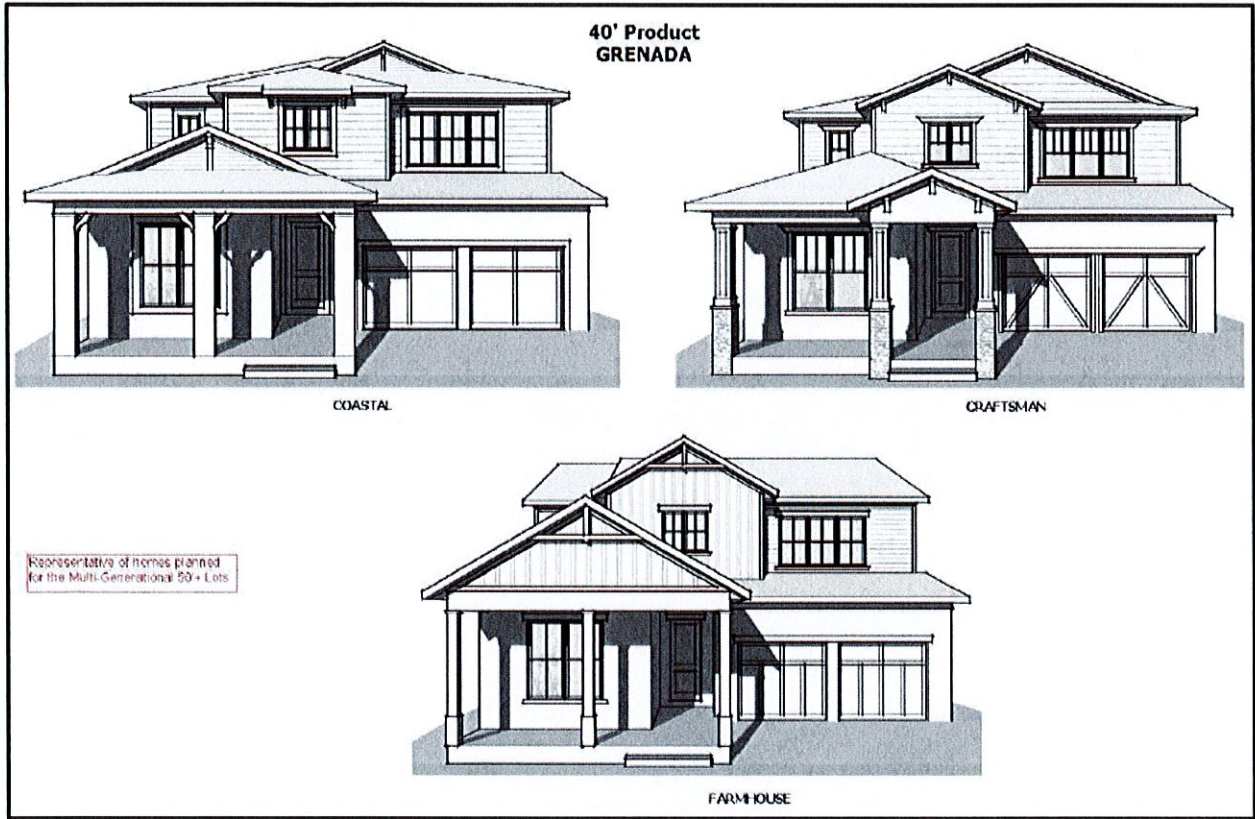 40' Product
GRENADA
COASTAL
CRAFTSMAN
Representative of homes planned
for the Multi-Generational 50'+ Lots
FARMHOUSE